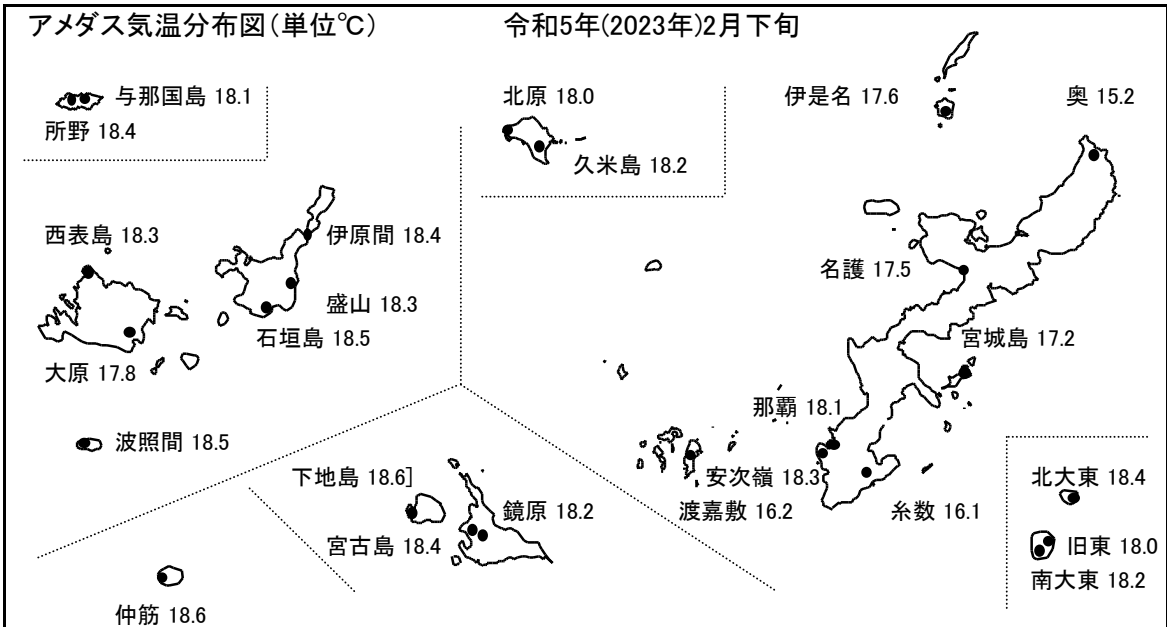 アメダス気温分布図(単位℃)
令和5年(2023年)2月下旬
与那国島 18.1
所野 18.4
北原 18.0
久米島 18.2
伊是名 17.6
奥 15.2
西表島 18.3
伊原間 18.4
盛山 18.3
石垣島 18.5
大原 17.8
波照間 18.5
名護 17.5
宮城島 17.2
那覇 18.1
安次嶺 18.3
渡嘉敷 16.2
糸数 16.1
下地島 18.6]
鏡原 18.2
宮古島 18.4
仲筋 18.6
北大東 18.4
旧東 18.0
南大東 18.2